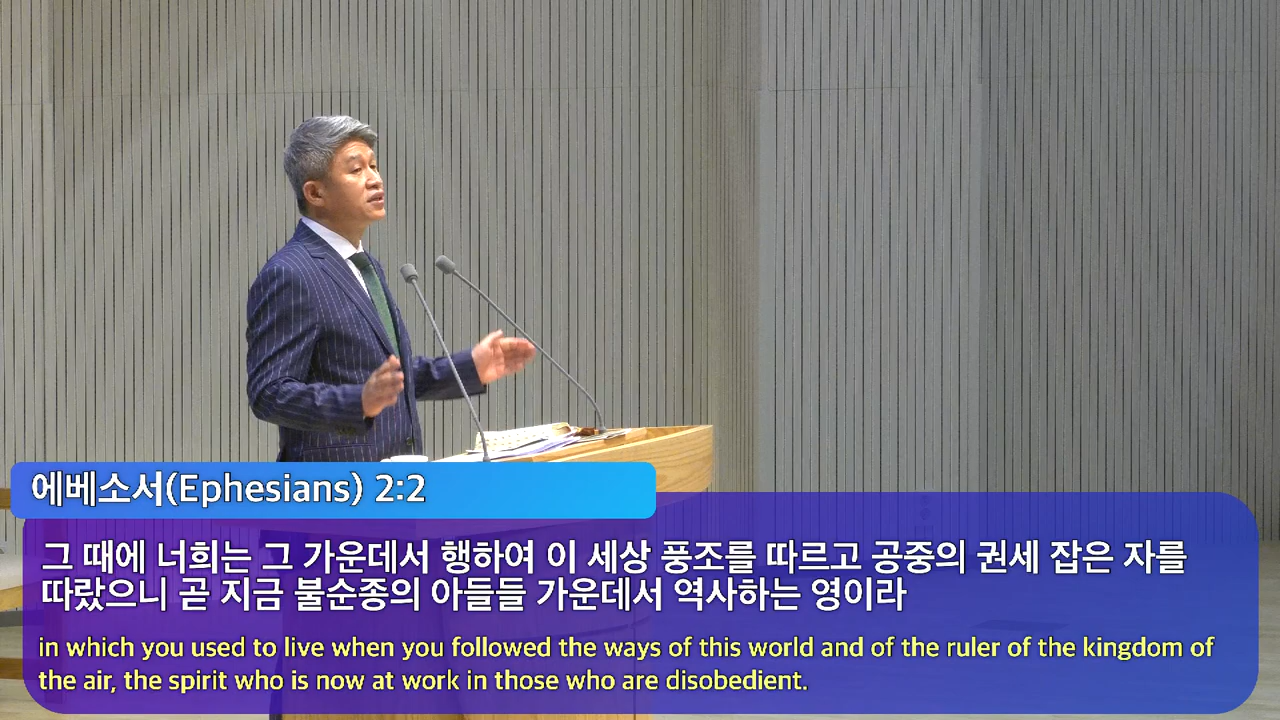 에베소서(Ephesians) 2:2
그 때에 너희는 그 가운데서 행하여 이 세상 풍조를 따르고 공중의 권세 잡은 자를
따랐으니 곧 지금 불순종의 아들들 가운데서 역사하는 영이라
in which you used to live when you followed the ways of this world and of the ruler of the kingdom of
the air, the spirit who is now at work in those who are disobedient.